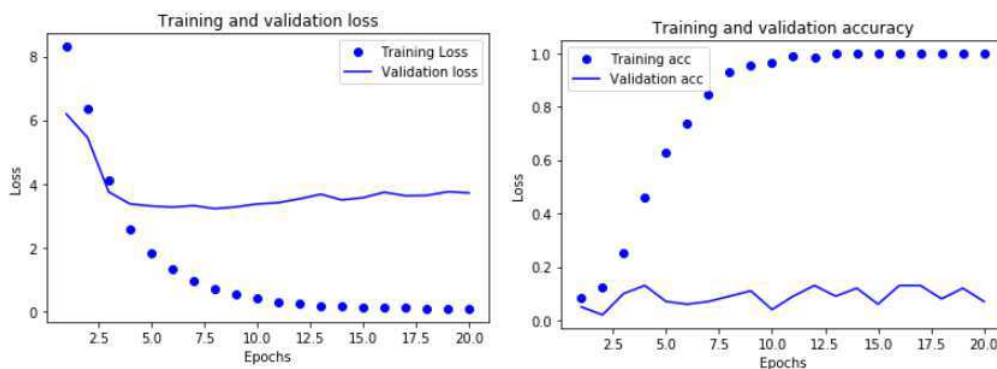 Training and validation loss
Training Loss
Validation loss
Loss
8
6
4
2
0
2.5 5.0 7.5 10.0 12.5 15.0 17.5 20.0
Epochs
Training and validation accuracy
Training acc
Validation acc
Loss
1.0
0.8
0.6
0.4
0.2
0.0
2.5 5.0 7.5 10.0 12.5 15.0 17.5 20.0
Epochs